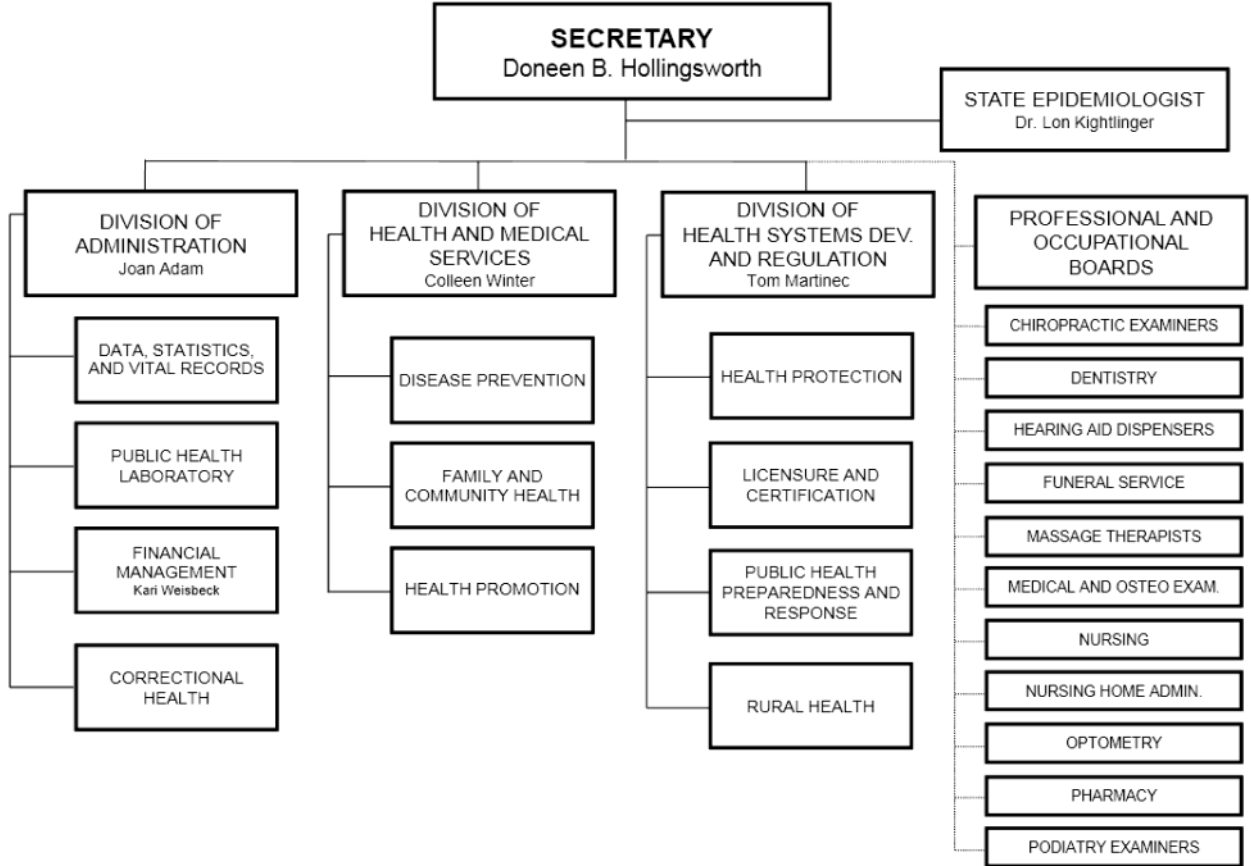 SECRETARY
Doneen B. Hollingsworth
STATE EPIDEMIOLOGIST
Dr. Lon Kightlinger
DIVISION OF
ADMINISTRATION
Joan Adam
DATA, STATISTICS,
AND VITAL RECORDS
PUBLIC HEALTH
LABORATORY
FINANCIAL
MANAGEMENT
Kari Weisbeck
CORRECTIONAL
HEALTH
DIVISION OF
HEALTH AND MEDICAL
SERVICES
Colleen Winter
DISEASE PREVENTION
FAMILY AND
COMMUNITY HEALTH
HEALTH PROMOTION
DIVISION OF
HEALTH SYSTEMS DEV.
AND REGULATION
Tom Martinec
HEALTH PROTECTION
LICENSURE AND
CERTIFICATION
PUBLIC HEALTH
PREPAREDNESS AND
RESPONSE
RURAL HEALTH
PROFESSIONAL AND
OCCUPATIONAL
BOARDS
CHIROPRACTIC EXAMINERS
DENTISTRY
HEARING AID DISPENSERS
FUNERAL SERVICE
MASSAGE THERAPISTS
MEDICAL AND OSTEO EXAM.
NURSING
NURSING HOME ADMIN.
OPTOMETRY
PHARMACY
PODIATRY EXAMINERS